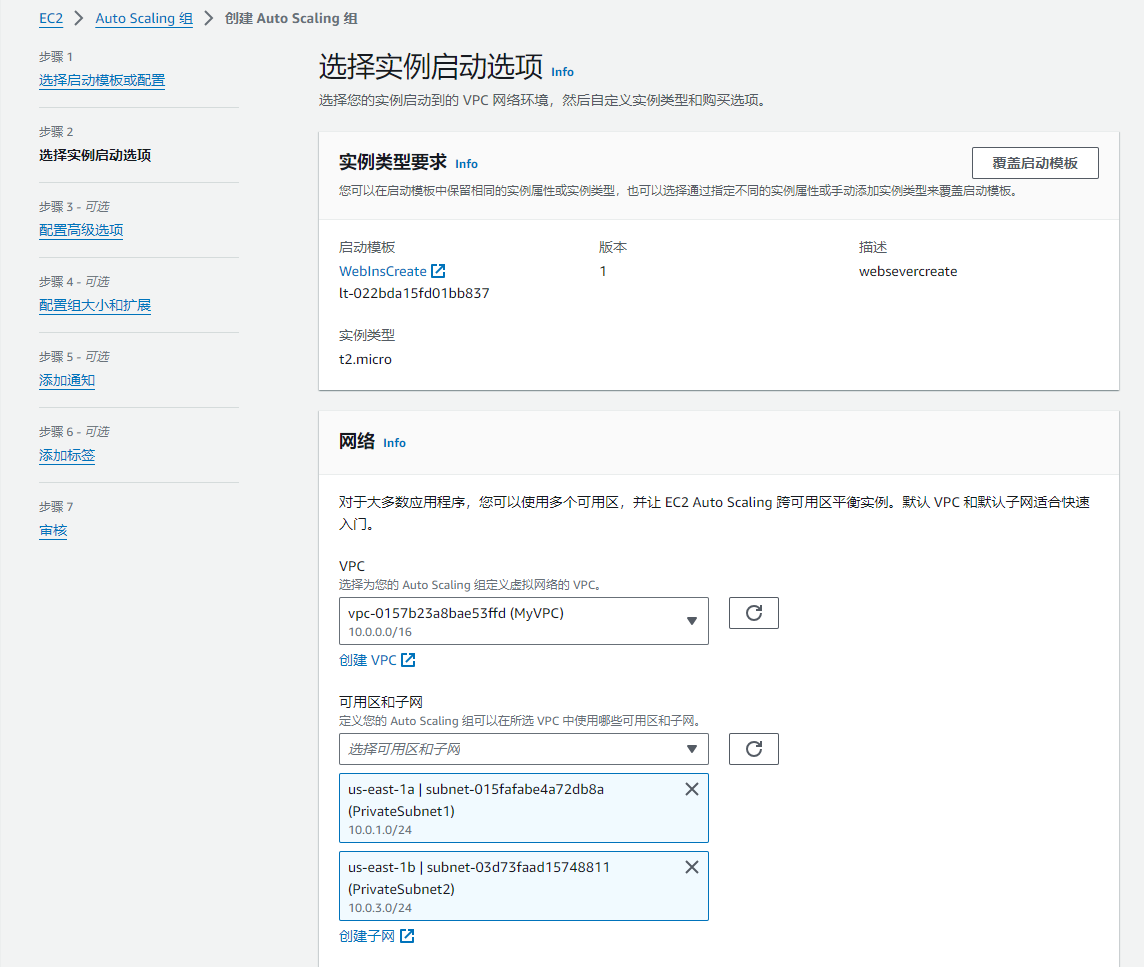 EC2 > Auto Scaling 组 > 创建 Auto Scaling 组
步骤 1
选择启动模板或配置
步骤 2
选择实例启动选项
步骤 3 - 可选
配置高级选项
步骤 4 - 可选
配置组大小和扩展
步骤 5 - 可选
添加通知
步骤 6 - 可选
添加标签
步骤 7
审核
选择实例启动选项 Info
选择您的实例启动到的 VPC 网络环境，然后自定义实例类型和购买选项。
实例类型要求 Info
覆盖启动模板
您可以在启动模板中保留相同的实例属性或实例类型，也可以选择通过指定不同的实例属性或手动添加实例类型来覆盖启动模板。
启动模板 版本 描述
WebInsCreate 1 websevercreate
lt-022bda15fd01bb837
实例类型
t2.micro
网络 Info
对于大多数应用程序，您可以使用多个可用区，并让 EC2 Auto Scaling 跨可用区平衡实例。默认 VPC 和默认子网适合快速
入门。
VPC
选择为您的 Auto Scaling 组定义虚拟网络的 VPC。
vpc-0157b23a8bae53ffd (MyVPC)
10.0.0.0/16
创建 VPC
可用区和子网
定义您的 Auto Scaling 组可以在所选 VPC 中使用哪些可用区和子网。
选择可用区和子网
us-east-1a | subnet-015fafabe4a72db8a
(PrivateSubnet1)
10.0.1.0/24
us-east-1b | subnet-03d73faad15748811
(PrivateSubnet2)
10.0.3.0/24
创建子网